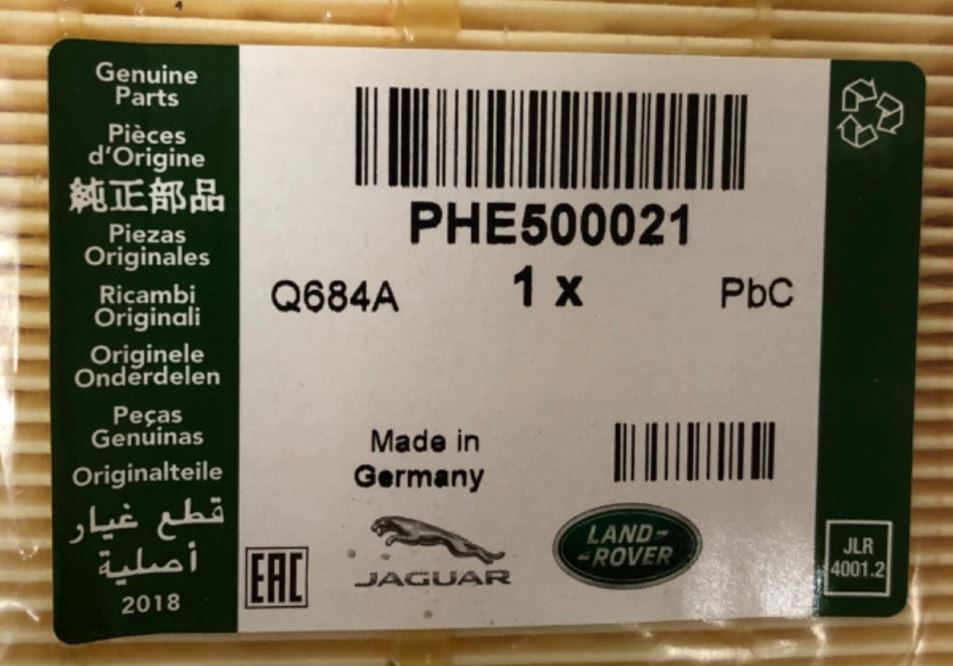 Genuine
Parts
Pièces
d'Origine
純正部品
Piezas
Originales
Ricambi
Originali
Originele
Onderdelen
Peças
Genuinas
Originalteile
قطع غيار
أصلية
2018
PHE500021
Q684A 1 x PbC
Made in
Germany
EAC
JAGUAR
LAND-
-ROVER
JLR
4001.2